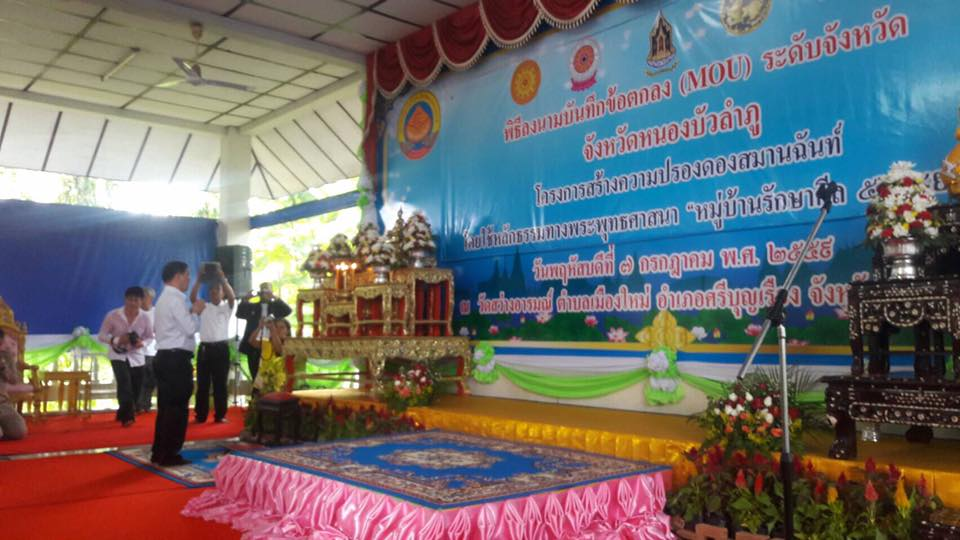 พิธีลงนามบันทึกข้อตกลง (MOU) ระดับจังหวัด
จังหวัดหนองบัวลำภู
โครงการสร้างความปรองดองสมานฉันท์
โดยใช้หลักธรรมทางพระพุทธศาสนา "หมู่บ้านรักษาศีล ๕
วันพฤหัสบดีที่ ๗ กรกฎาคม พ.ศ. ๒๕๕๙
ณ วัดสว่างอารมณ์ ตำบลเมืองใหม่ อำเภอศรีบุญเรือง จังหวั